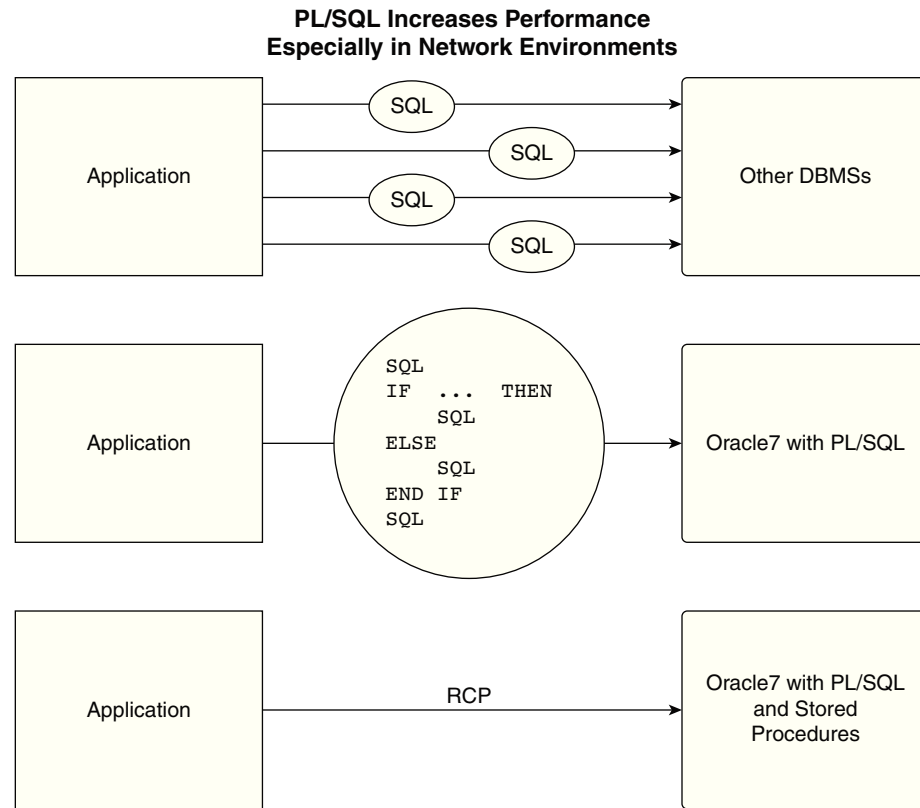 PL/SQL Increases Performance
Especially in Network Environments
Application
SQL
SQL
SQL
SQL
Other DBMSs
Application
SQL
IF ... THEN
SQL
ELSE
SQL
END IF
SQL
Oracle7 with PL/SQL
Application
RCP
Oracle7 with PL/SQL
and Stored
Procedures